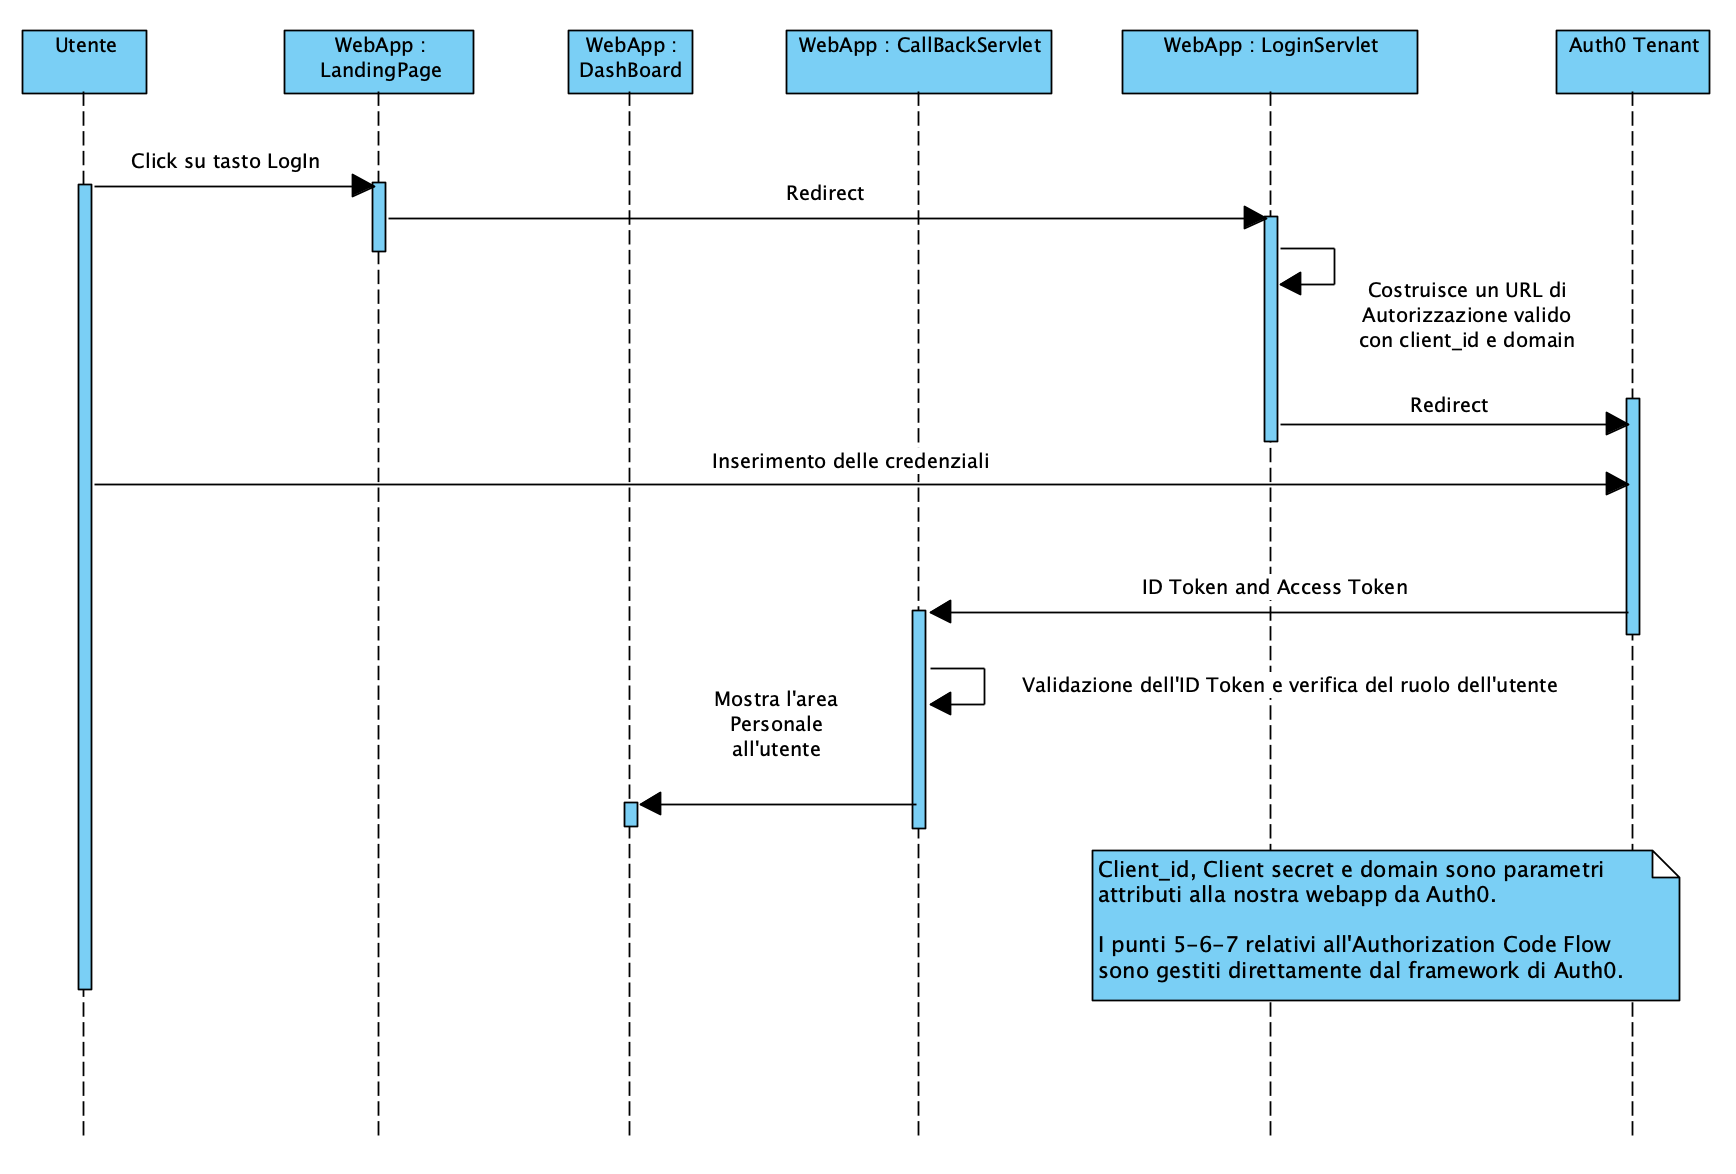 Utente
WebApp :
LandingPage
WebApp :
DashBoard
WebApp : CallBackServlet
WebApp : LoginServlet
Auth0 Tenant
Click su tasto LogIn
Redirect
Costruisce un URL di
Autorizzazione valido
con client_id e domain
Redirect
Inserimento delle credenziali
ID Token and Access Token
Validazione dell'ID Token e verifica del ruolo dell'utente
Mostra l'area
Personale
all'utente
Client_id, Client secret e domain sono parametri
attributi alla nostra webapp da Auth0.
I punti 5-6-7 relativi all'Authorization Code Flow
sono gestiti direttamente dal framework di Auth0.